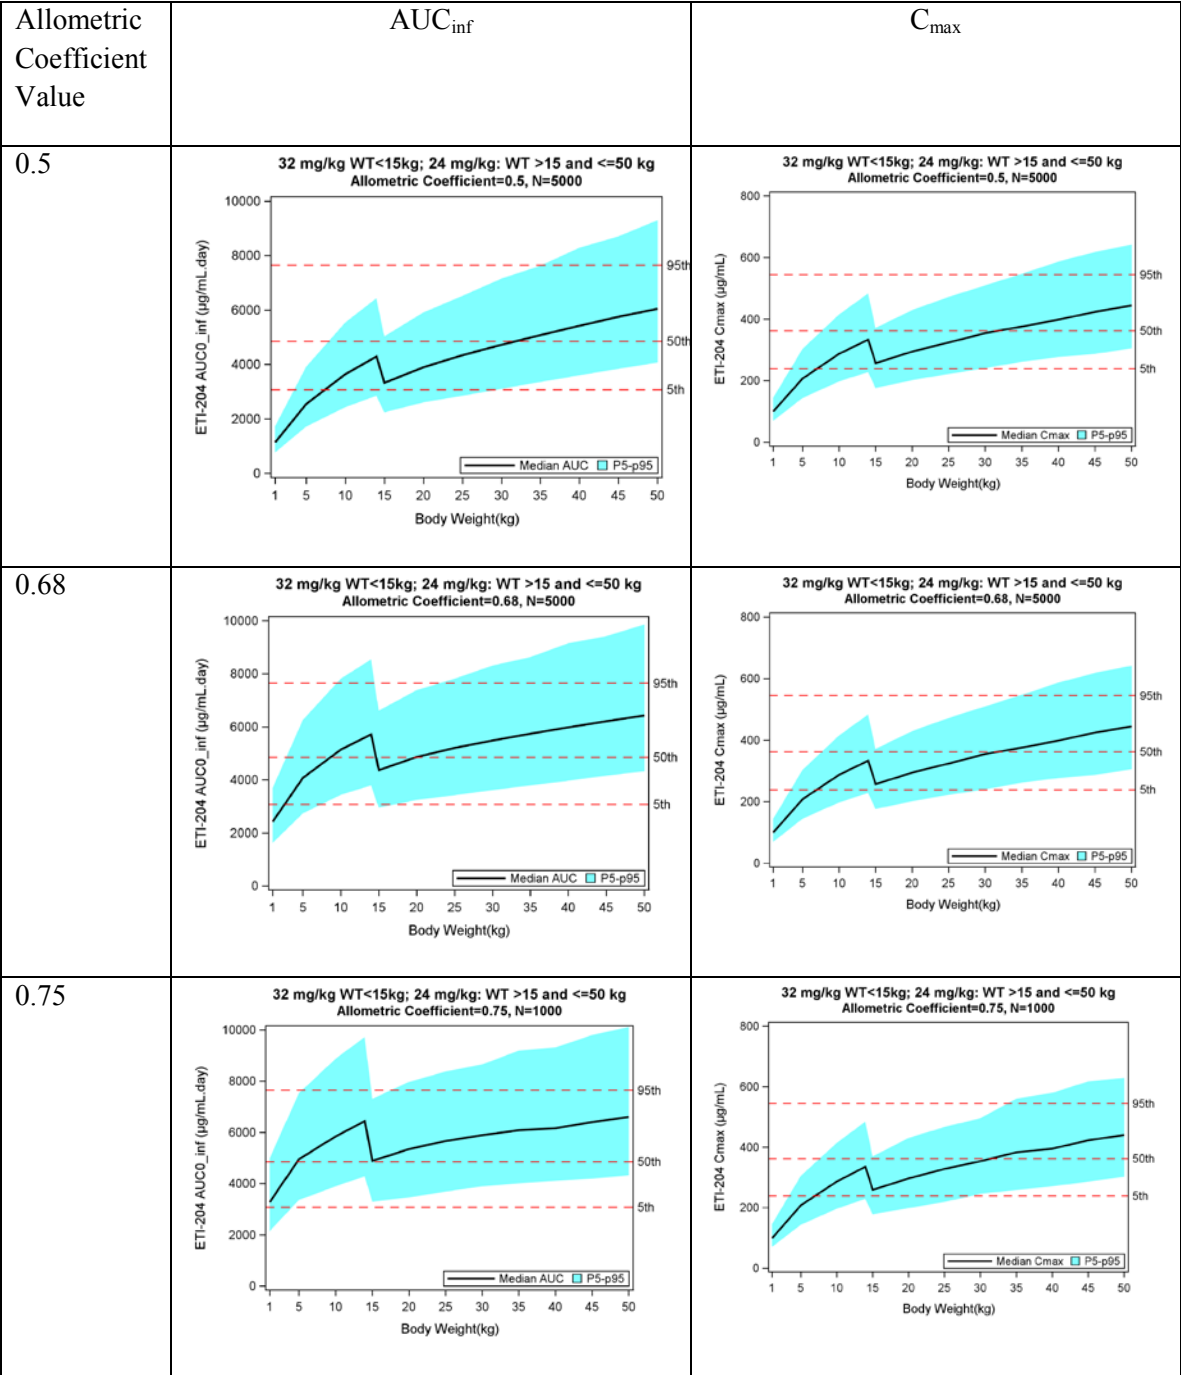 Allometric
Coefficient
Value
AUCinf
Cmax
0.5
32 mg/kg WT<15kg; 24 mg/kg: WT >15 and <=50 kg
Allometric Coefficient=0.5, N=5000
ETI-204 AUC0_inf (µg/mL.day)
10000
8000
6000
4000
2000
0
95th
50th
5th
Median AUC P5-p95
1 5 10 15 20 25 30 35 40 45 50
Body Weight(kg)
32 mg/kg WT<15kg; 24 mg/kg: WT >15 and <=50 kg
Allometric Coefficient=0.5, N=5000
ETI-204 Cmax (µg/mL)
800
600
400
200
0
95th
50th
5th
Median Cmax P5-p95
1 5 10 15 20 25 30 35 40 45 50
Body Weight(kg)
0.68
32 mg/kg WT<15kg; 24 mg/kg: WT >15 and <=50 kg
Allometric Coefficient=0.68, N=5000
ETI-204 AUC0_inf (µg/mL.day)
10000
8000
6000
4000
2000
0
95th
50th
5th
Median AUC P5-p95
1 5 10 15 20 25 30 35 40 45 50
Body Weight(kg)
32 mg/kg WT<15kg; 24 mg/kg: WT >15 and <=50 kg
Allometric Coefficient=0.68, N=5000
ETI-204 Cmax (µg/mL)
800
600
400
200
0
95th
50th
5th
Median Cmax P5-p95
1 5 10 15 20 25 30 35 40 45 50
Body Weight(kg)
0.75
32 mg/kg WT<15kg; 24 mg/kg: WT >15 and <=50 kg
Allometric Coefficient=0.75, N=1000
ETI-204 AUC0_inf (µg/mL.day)
10000
8000
6000
4000
2000
0
95th
50th
5th
Median AUC P5-p95
1 5 10 15 20 25 30 35 40 45 50
Body Weight(kg)
32 mg/kg WT<15kg; 24 mg/kg: WT >15 and <=50 kg
Allometric Coefficient=0.75, N=1000
ETI-204 Cmax (µg/mL)
800
600
400
200
0
95th
50th
5th
Median Cmax P5-p95
1 5 10 15 20 25 30 35 40 45 50
Body Weight(kg)